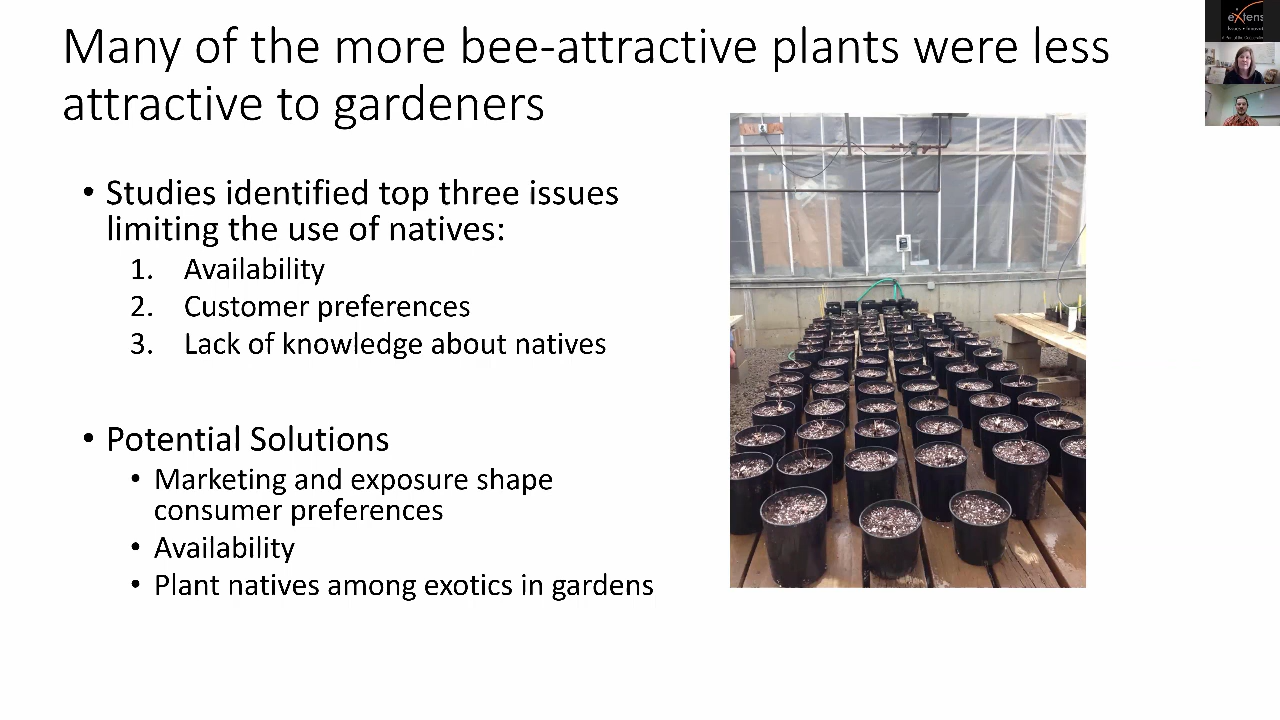 Many of the more bee-attractive plants were less
attractive to gardeners
• Studies identified top three issues
limiting the use of natives:
1. Availability
2. Customer preferences
3. Lack of knowledge about natives
• Potential Solutions
• Marketing and exposure shape
consumer preferences
• Availability
• Plant natives among exotics in gardens
eXtens